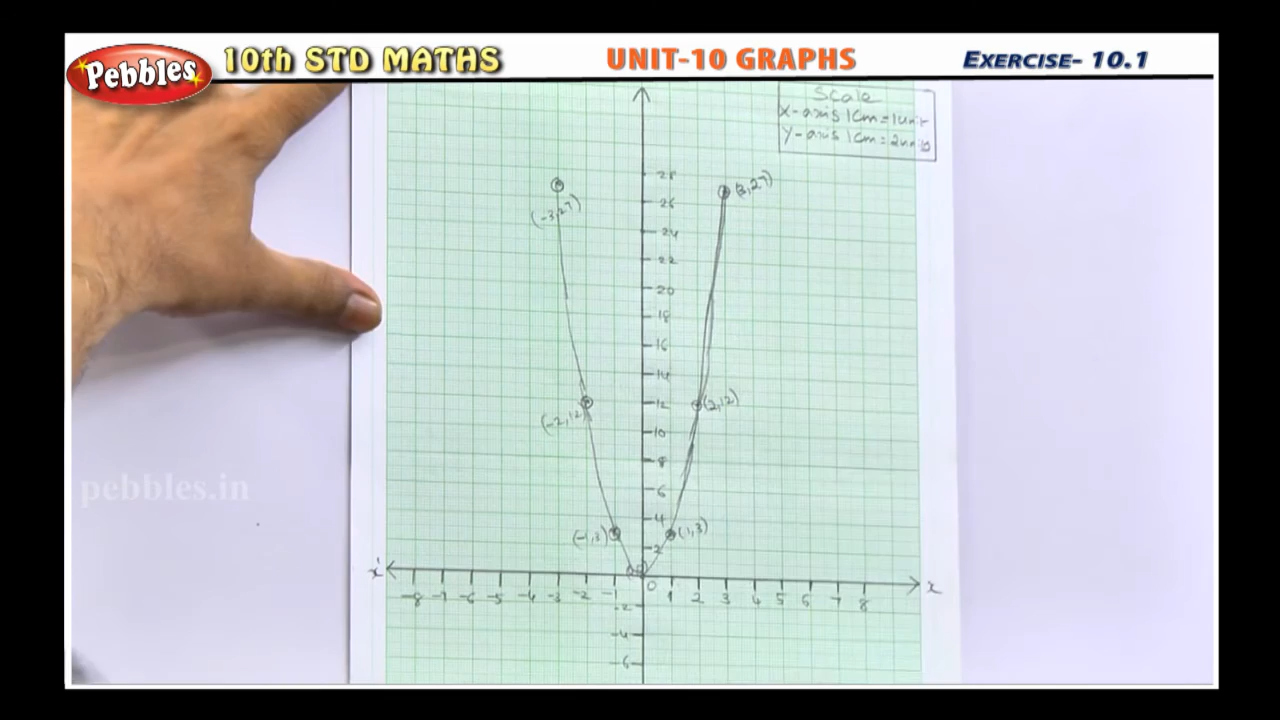 Pebbles
10th STD MATHS
UNIT-10 GRAPHS
EXERCISE- 10.1
Scale
X-axis 1cm=1unit
Y-axis 1cm=2units
28
(3,27)
26
(-3,27)
24
22
20
18
16
14
12
(2,12)
(-2,12)
10
8
6
pebbles.in
4
(1,3)
(-1,3)
2
x'
0
x
-8 -7 -6 -5 -4 -3 -2 -1 1 2 3 4 5 6 7 8
-2
-4
-6